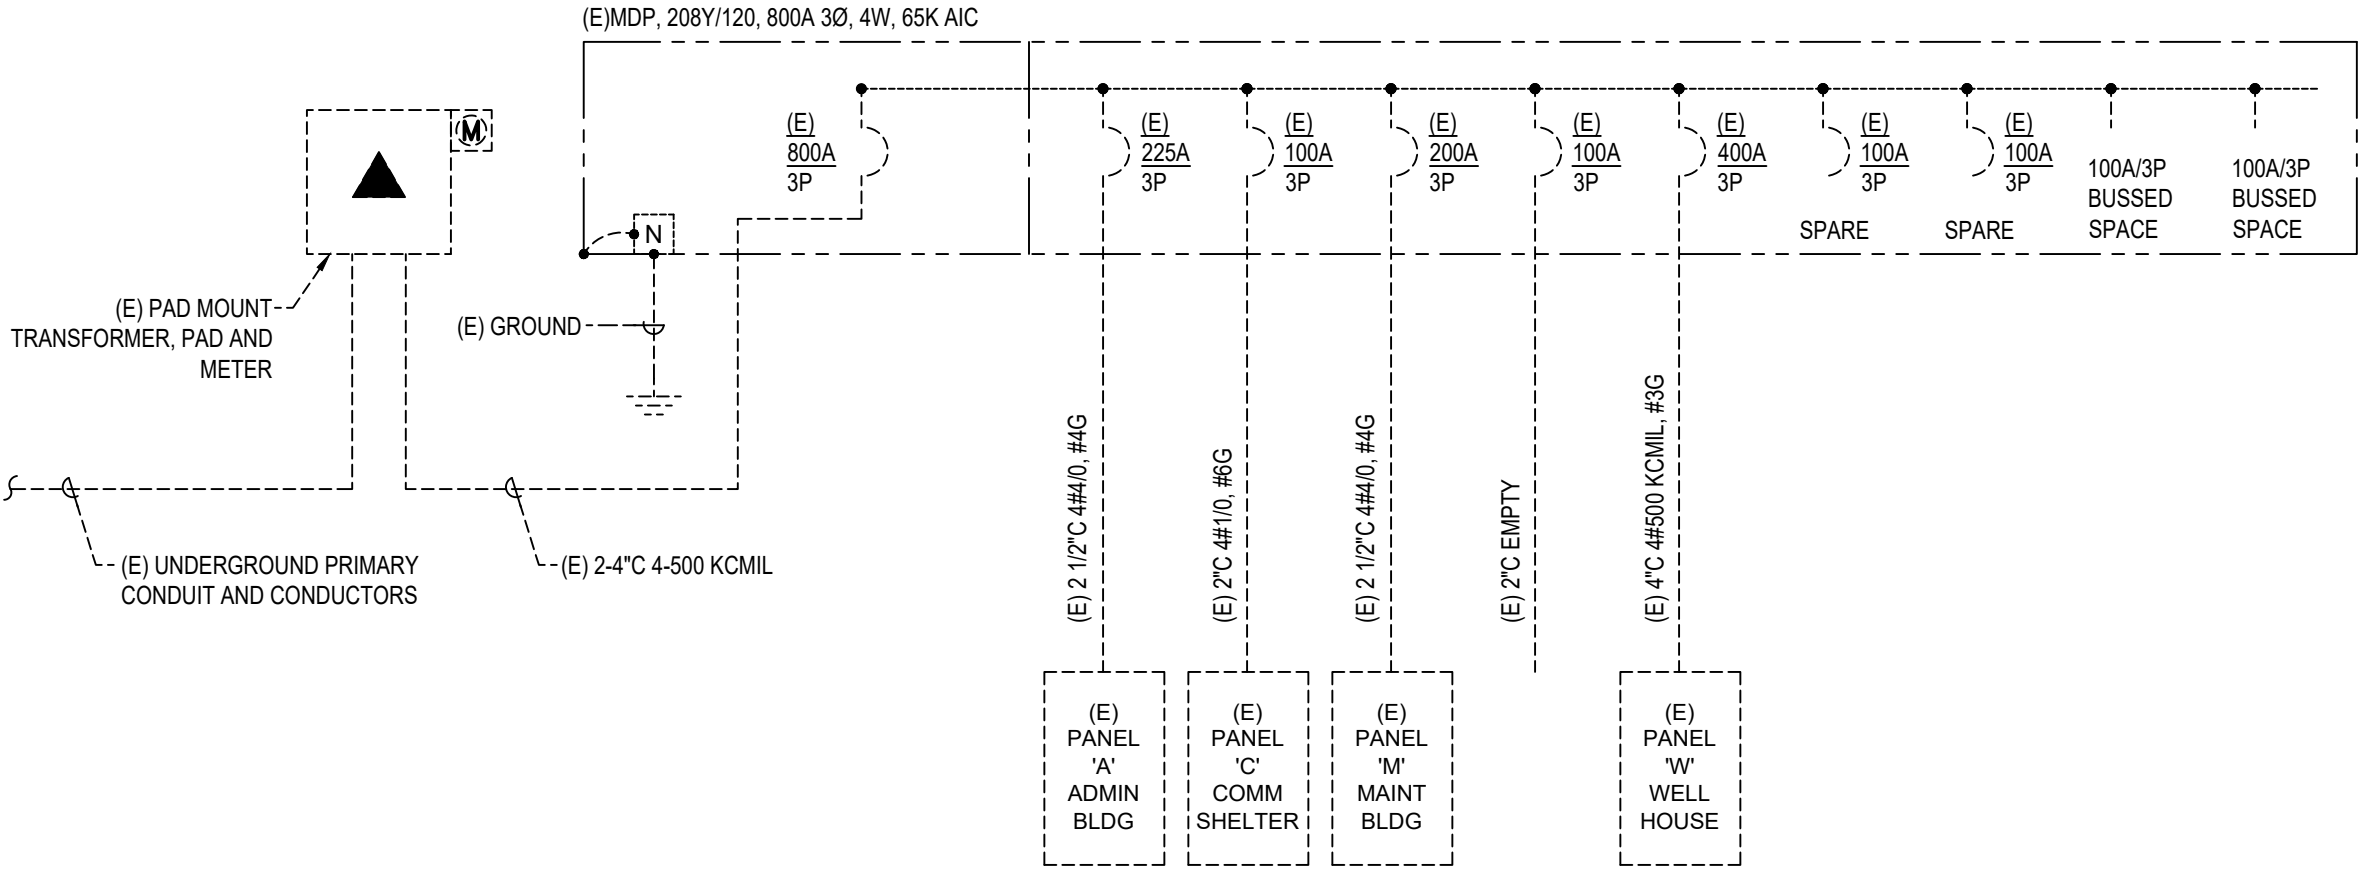 (E)MDP, 208Y/120, 800A 3Ø, 4W, 65K AIC
M
(E)
800A
3P
(E)
225A
3P
(E)
100A
3P
(E)
200A
3P
(E)
100A
3P
(E)
400A
3P
(E)
100A
3P
SPARE
(E)
100A
3P
SPARE
100A/3P
BUSSED
SPACE
100A/3P
BUSSED
SPACE
N
(E) PAD MOUNT
TRANSFORMER, PAD AND
METER
(E) GROUND
(E) UNDERGROUND PRIMARY
CONDUIT AND CONDUCTORS
(E) 2-4"C 4-500 KCMIL
(E) 2 1/2"C 4#4/0, #4G
(E) 2"C 4#1/0, #6G
(E) 2 1/2"C 4#4/0, #4G
(E) 2"C EMPTY
(E) 4"C 4#500 KCMIL, #3G
(E)
PANEL
'A'
ADMIN
BLDG
(E)
PANEL
'C'
COMM
SHELTER
(E)
PANEL
'M'
MAINT
BLDG
(E)
PANEL
'W'
WELL
HOUSE